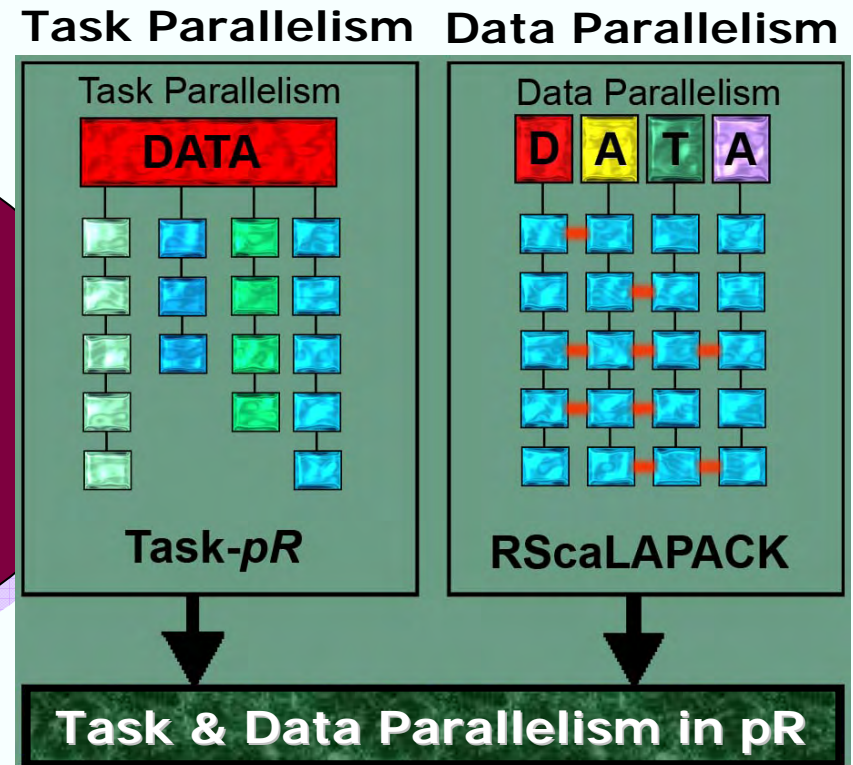 Task Parallelism Data Parallelism
Task Parallelism
DATA
Task-pR
Data Parallelism
D A T A
RScaLAPACK
Task & Data Parallelism in pR